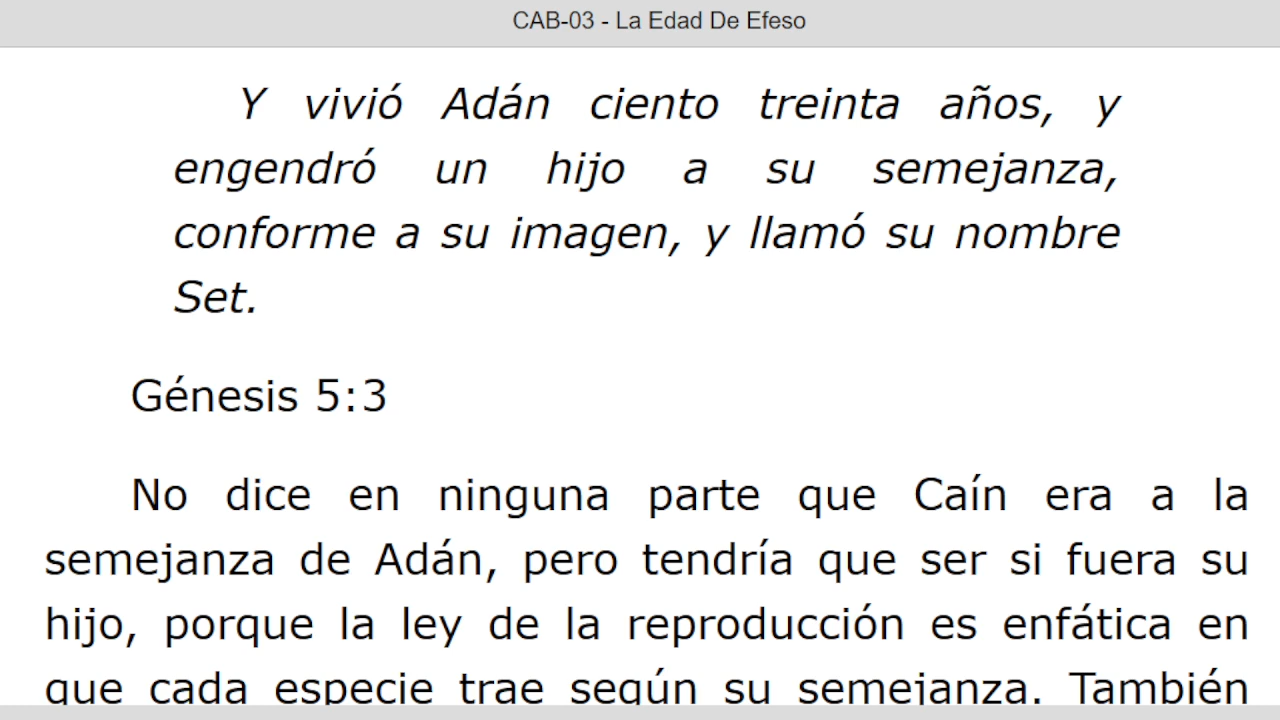 CAB-03 - La Edad De Efeso
Y vivió Adán ciento treinta años, y
engendró un hijo a su semejanza,
conforme a su imagen, y llamó su nombre
Set.
Génesis 5:3
No dice en ninguna parte que Caín era a la
semejanza de Adán, pero tendría que ser si fuera su
hijo, porque la ley de la reproducción es enfática en
que cada especie trae según su semejanza. También